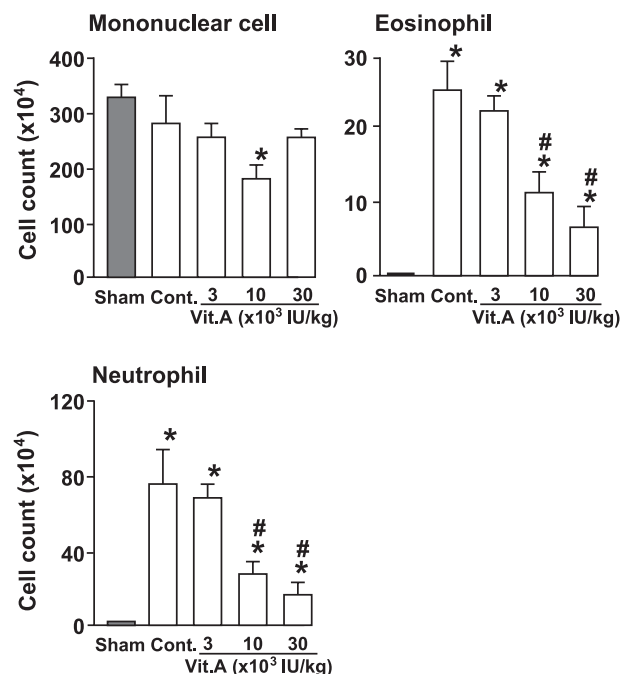 Mononuclear cell
Cell count (x10⁴)
400
300
200
100
0
*
Sham Cont. 3 10 30
Vit.A (x10³ IU/kg)
Eosinophil
30
20
10
0
* * # * # *
Sham Cont. 3 10 30
Vit.A (x10³ IU/kg)
Neutrophil
Cell count (x10⁴)
120
80
40
0
* * # * # *
Sham Cont. 3 10 30
Vit.A (x10³ IU/kg)